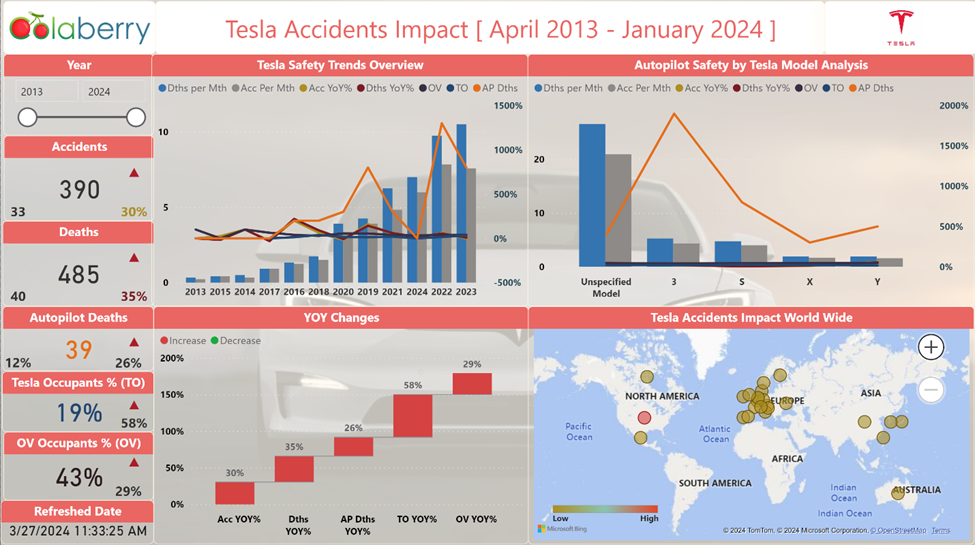 Colaberry
Tesla Accidents Impact [ April 2013 - January 2024 ]
TESLA
Year
2013 2024
Accidents
390
33 30%
Deaths
485
40 35%
Autopilot Deaths
39
12% 26%
Tesla Occupants % (TO)
19%
58%
OV Occupants % (OV)
43%
29%
Refreshed Date
3/27/2024 11:33:25 AM
Tesla Safety Trends Overview
Dths per Mth Acc Per Mth Acc YoY% Dths YoY% OV TO AP Dths
1500%
10
1000%
5
500%
0%
0
-500%
2013 2015 2014 2017 2016 2018 2020 2019 2021 2024 2022 2023
Autopilot Safety by Tesla Model Analysis
Dths per Mth Acc Per Mth Acc YoY% Dths YoY% OV TO AP Dths
2000%
20
1500%
1000%
10
500%
0
0%
Unspecified Model 3 S X Y
YOY Changes
Increase Decrease
200%
150%
100%
50%
0%
30%
35%
26%
58%
29%
Acc YOY% Dths YOY% AP Dths YOY% TO YOY% OV YOY%
Tesla Accidents Impact World Wide
NORTH AMERICA
EUROPE
ASIA
Pacific Ocean
Atlantic Ocean
AFRICA
SOUTH AMERICA
Indian Ocean
AUSTRALIA
Indian Ocean
Low High
Microsoft Bing
© 2024 TomTom, © 2024 Microsoft Corporation, © OpenStreetMap Terms